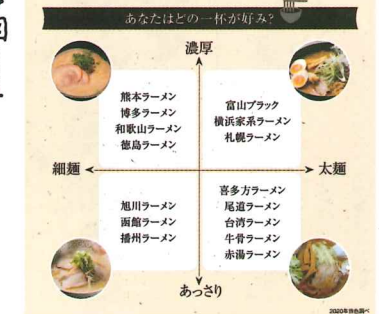 あなたはどの一杯が好み?
濃厚
熊本ラーメン
博多ラーメン
和歌山ラーメン
徳島ラーメン
富山ブラック
横浜家系ラーメン
札幌ラーメン
細麺
太麺
旭川ラーメン
函館ラーメン
播州ラーメン
喜多方ラーメン
尾道ラーメン
台湾ラーメン
牛骨ラーメン
赤湯ラーメン
あっさり
2020年当色調べ